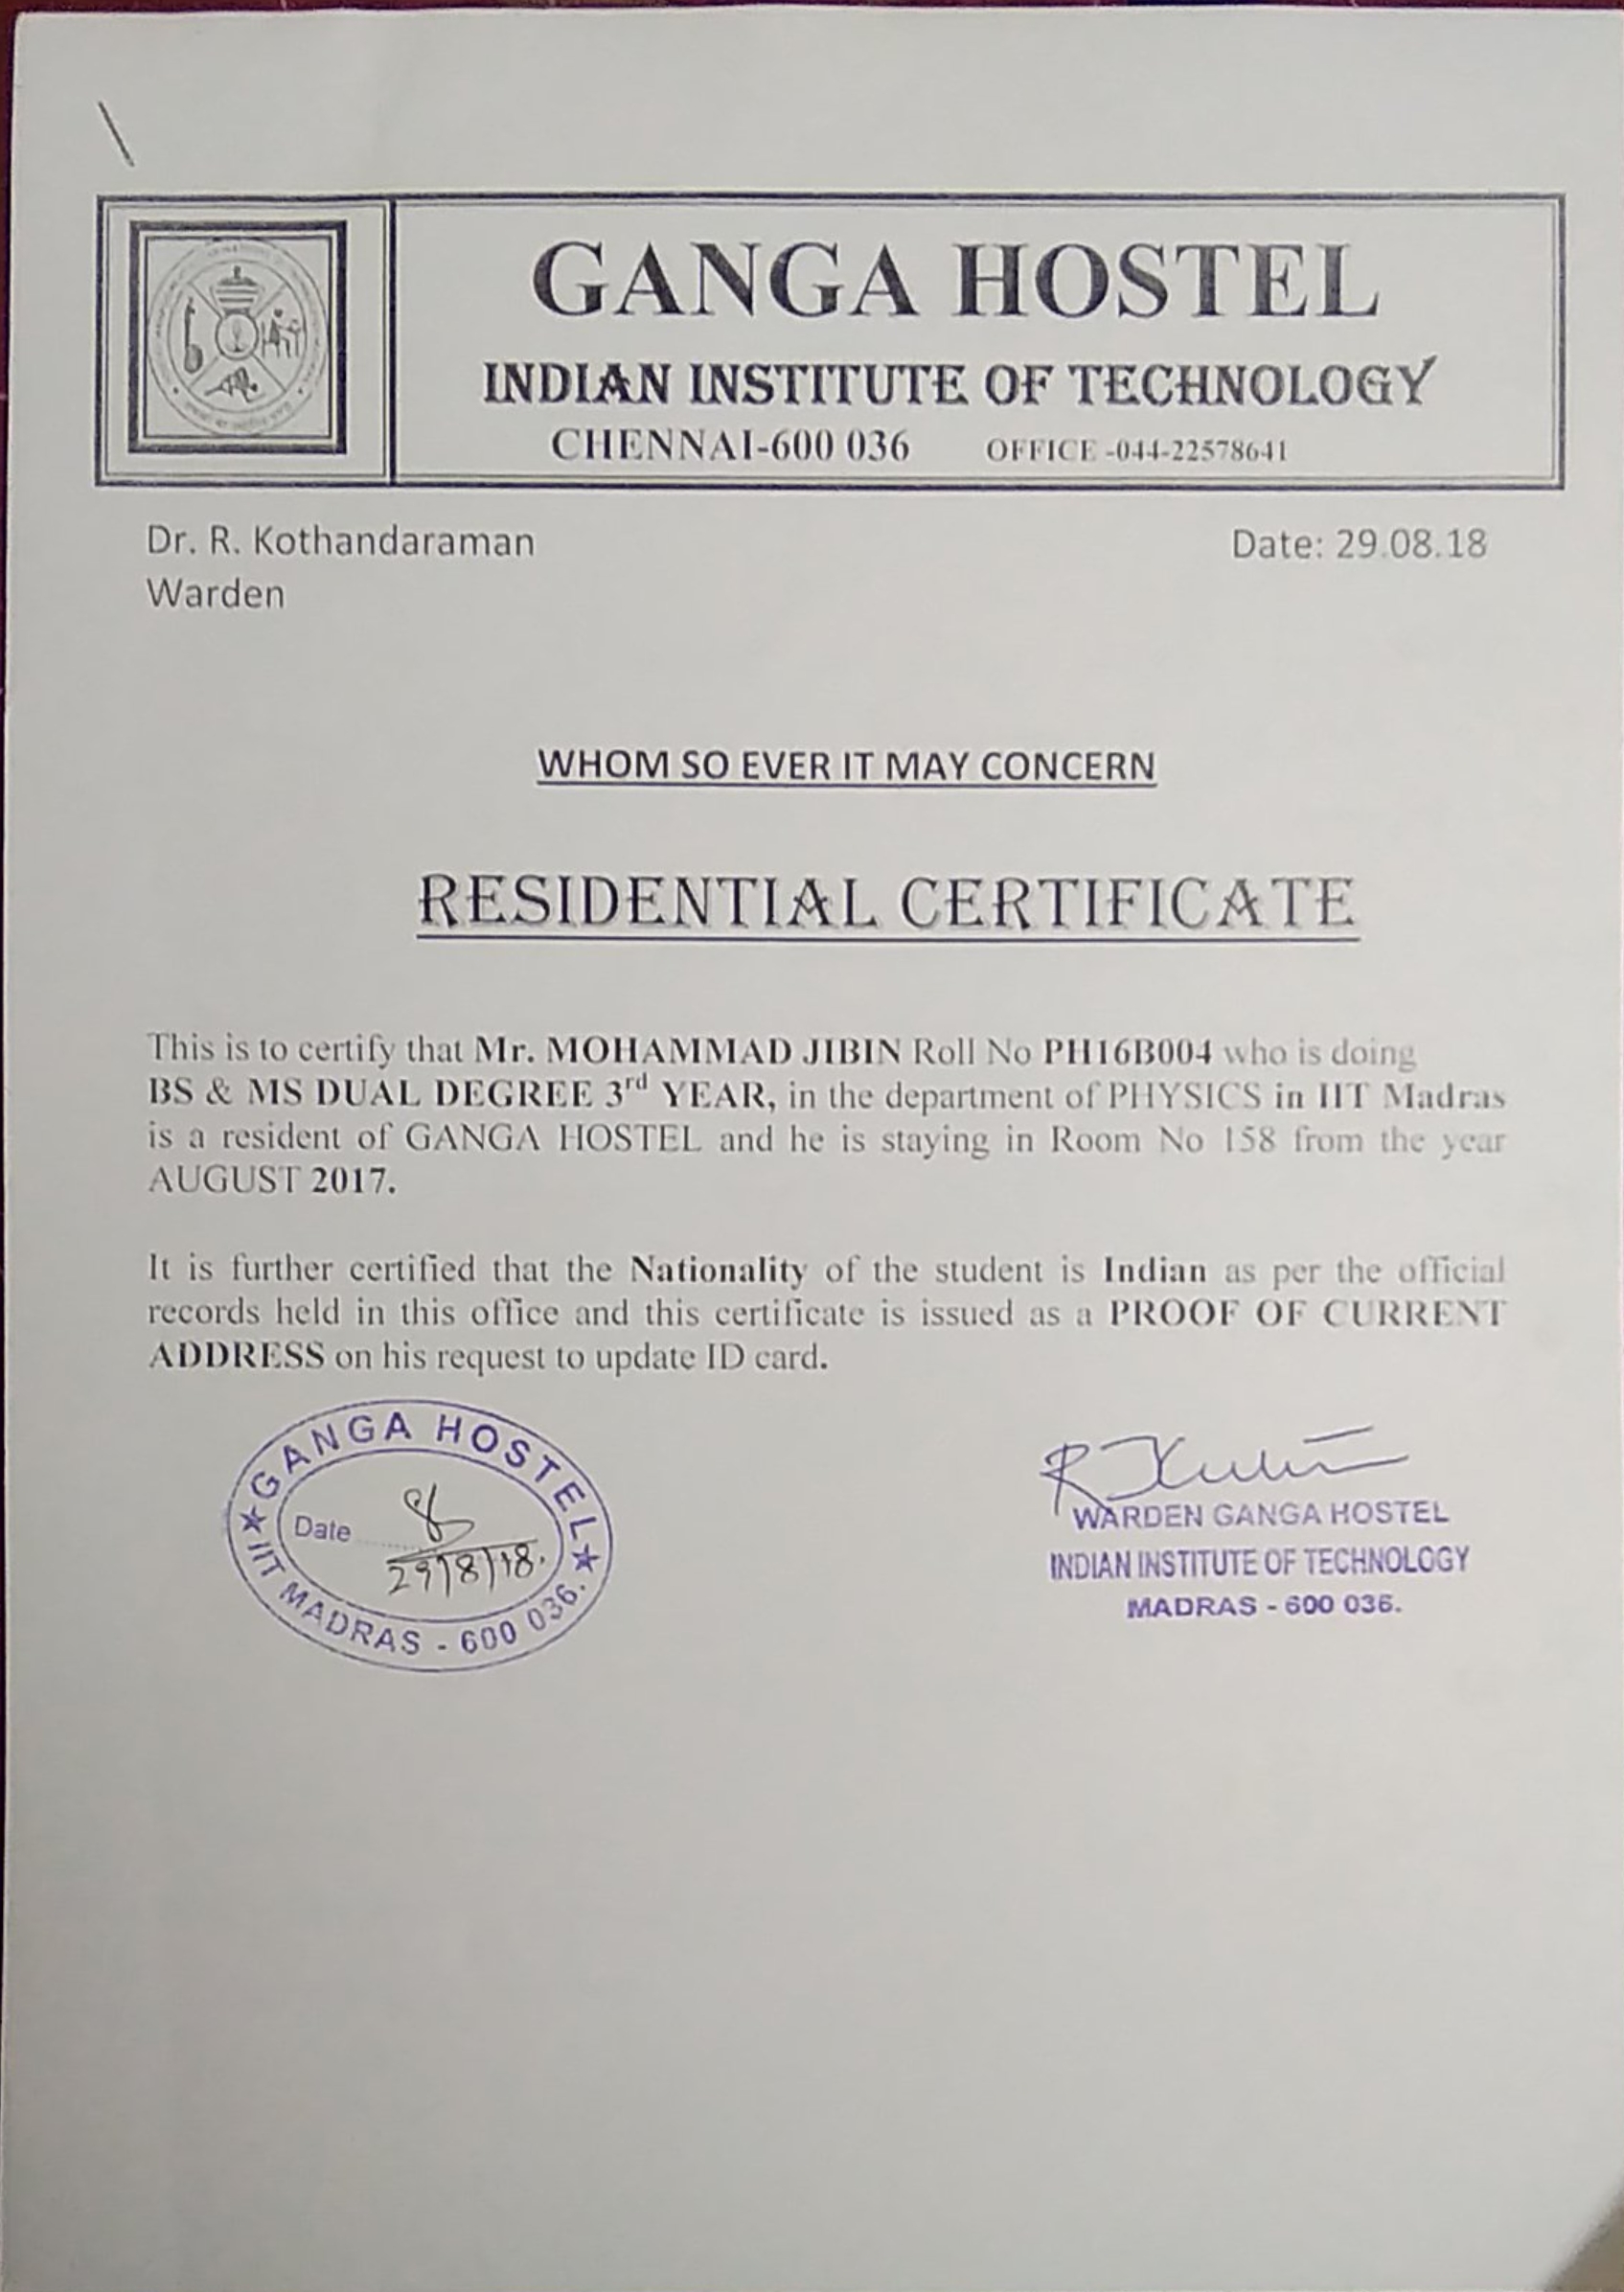 GANGA HOSTEL
INDIAN INSTITUTE OF TECHNOLOGY
CHENNAI-600 036 OFFICE -044-22578641
Dr. R. Kothandaraman Date: 29.08.18
Warden
WHOM SO EVER IT MAY CONCERN
RESIDENTIAL CERTIFICATE
This is to certify that Mr. MOHAMMAD JIBIN Roll No PH16B004 who is doing
BS & MS DUAL DEGREE 3rd YEAR, in the department of PHYSICS in IIT Madras
is a resident of GANGA HOSTEL and he is staying in Room No 158 from the year
AUGUST 2017.
It is further certified that the Nationality of the student is Indian as per the official
records held in this office and this certificate is issued as a PROOF OF CURRENT
ADDRESS on his request to update ID card.
GANGA HOSTEL
Date
29/8/18.
IIT MADRAS - 600 036.
WARDEN GANGA HOSTEL
INDIAN INSTITUTE OF TECHNOLOGY
MADRAS - 600 036.